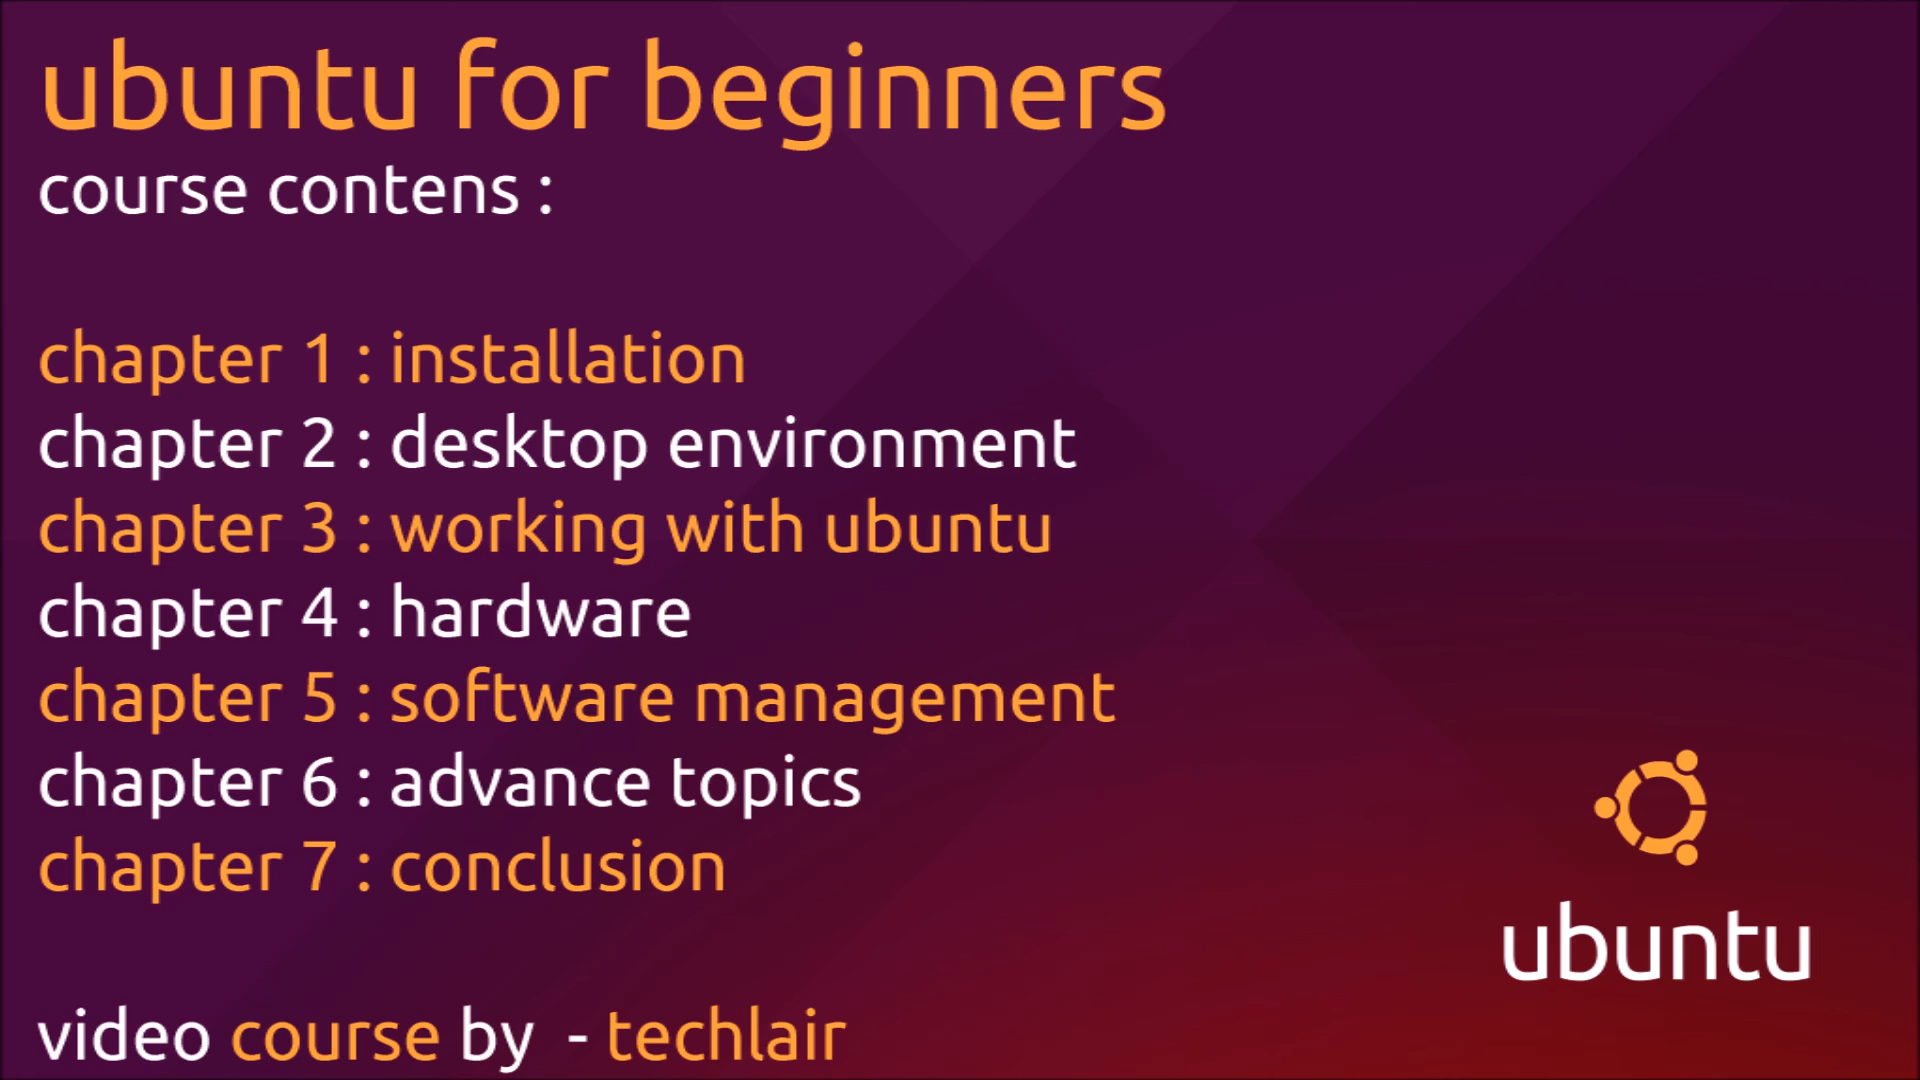 ubuntu for beginners
course contens :
chapter 1 : installation
chapter 2 : desktop environment
chapter 3 : working with ubuntu
chapter 4 : hardware
chapter 5 : software management
chapter 6 : advance topics
chapter 7 : conclusion
ubuntu
video course by - techlair